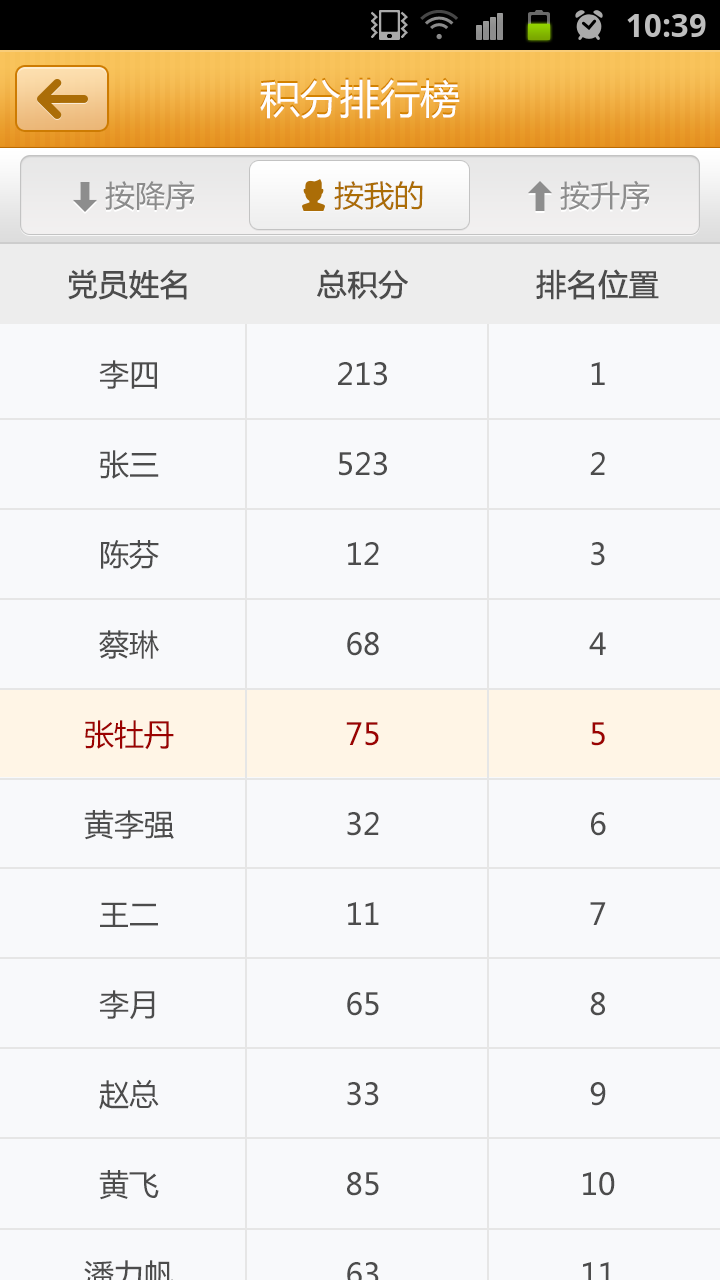 10:39
积分排行榜
按降序 按我的 按升序
党员姓名 总积分 排名位置
李四 213 1
张三 523 2
陈芬 12 3
蔡琳 68 4
张牡丹 75 5
黄李强 32 6
王二 11 7
李月 65 8
赵总 33 9
黄飞 85 10
潘力帆 63 11